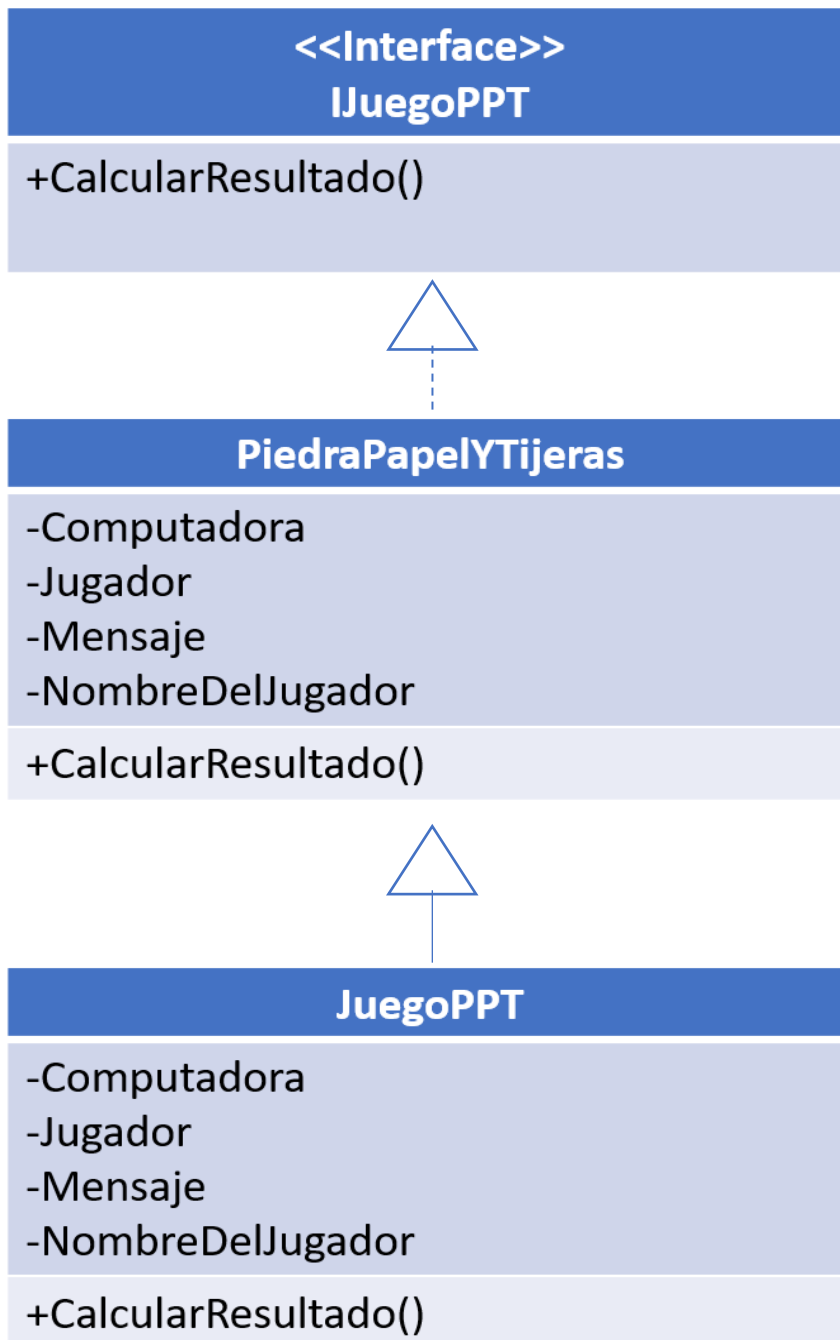 <<Interface>>
IJuegoPPT
+CalcularResultado()
PiedraPapelYTijeras
-Computadora
-Jugador
-Mensaje
-NombreDelJugador
+CalcularResultado()
JuegoPPT
-Computadora
-Jugador
-Mensaje
-NombreDelJugador
+CalcularResultado()